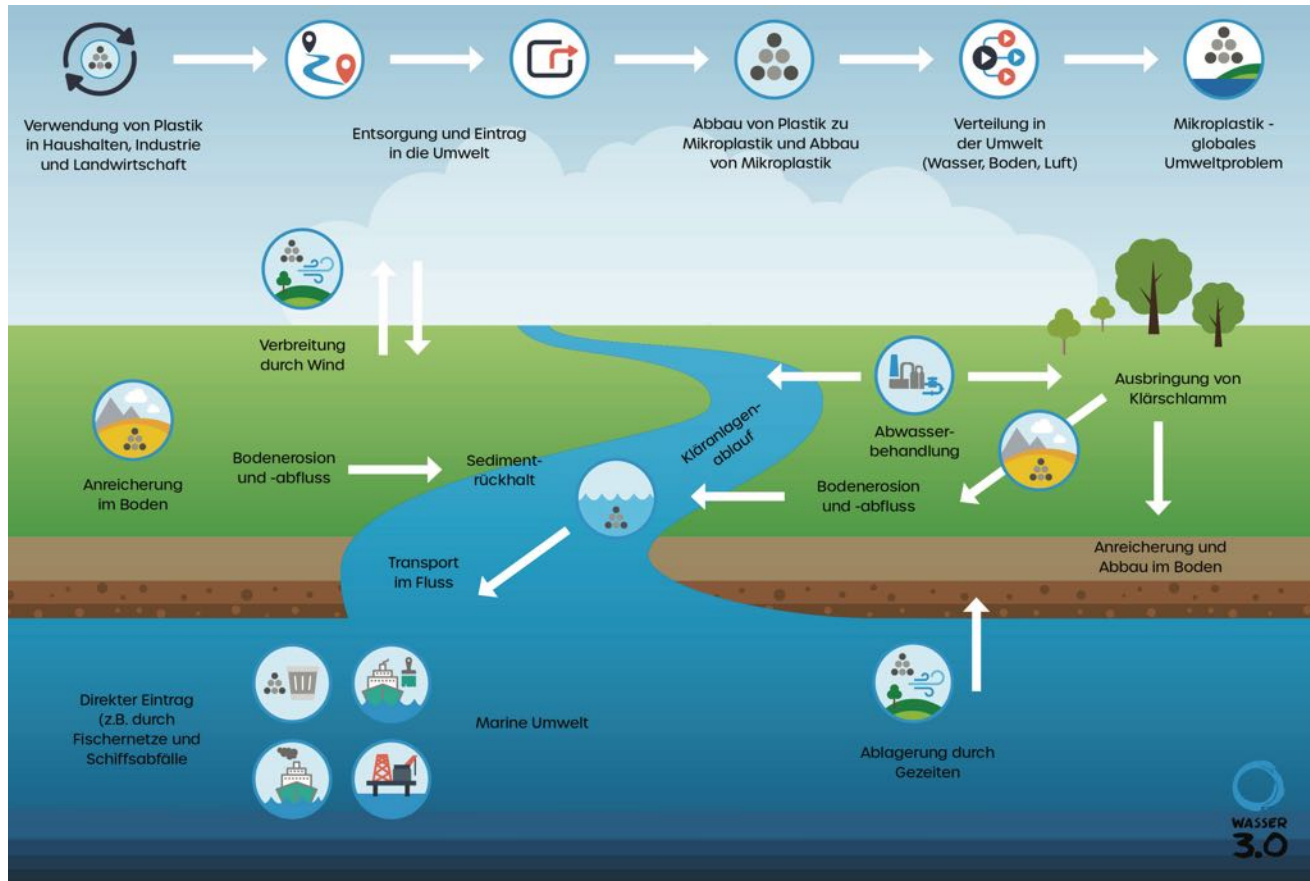 Verwendung von Plastik
in Haushalten, Industrie
und Landwirtschaft
Entsorgung und Eintrag
in die Umwelt
Abbau von Plastik zu
Mikroplastik und Abbau
von Mikroplastik
Verteilung in
der Umwelt
(Wasser, Boden, Luft)
Mikroplastik -
globales
Umweltproblem
Verbreitung
durch Wind
Ausbringung von
Klärschlamm
Abwasser-
behandlung
Kläranlagen-
ablauf
Anreicherung
im Boden
Bodenerosion
und -abfluss
Sediment-
rückhalt
Bodenerosion
und -abfluss
Anreicherung und
Abbau im Boden
Transport
im Fluss
Direkter Eintrag
(z.B. durch
Fischernetze und
Schiffsabfälle
Marine Umwelt
Ablagerung durch
Gezeiten
WASSER
3.0